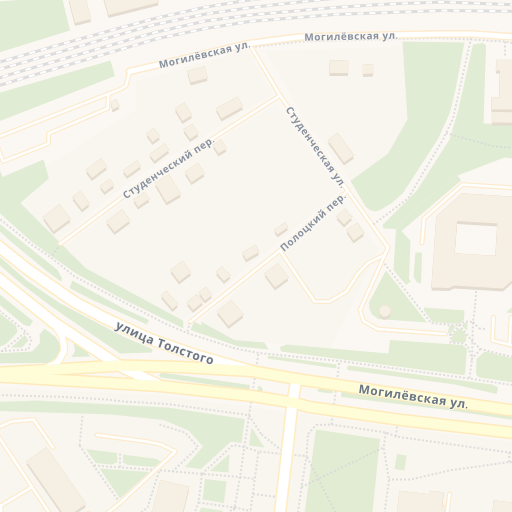 Могилёвская ул.
Могилёвская ул.
Студенческая ул.
Студенческий пер.
Полоцкий пер.
улица Толстого
Могилёвская ул.